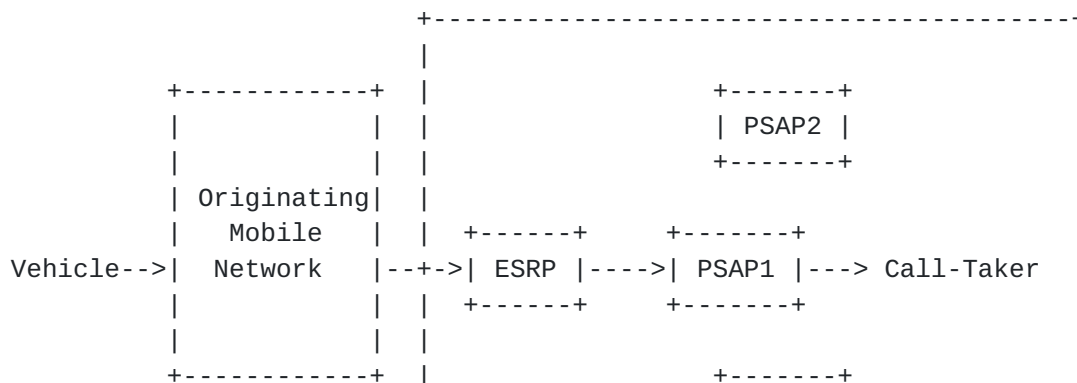 +---------------------------------------
                          |
          +------------+  |                  +-------+
          |            |  |                  | PSAP2 |
          |            |  |                  +-------+
          | Originating|  |
          |   Mobile   |  |  +------+     +-------+
Vehicle-->|  Network   |--+->| ESRP |---->| PSAP1 |---> Call-Taker
          |            |  |  +------+     +-------+
          |            |  |
          +------------+  |                  +-------+